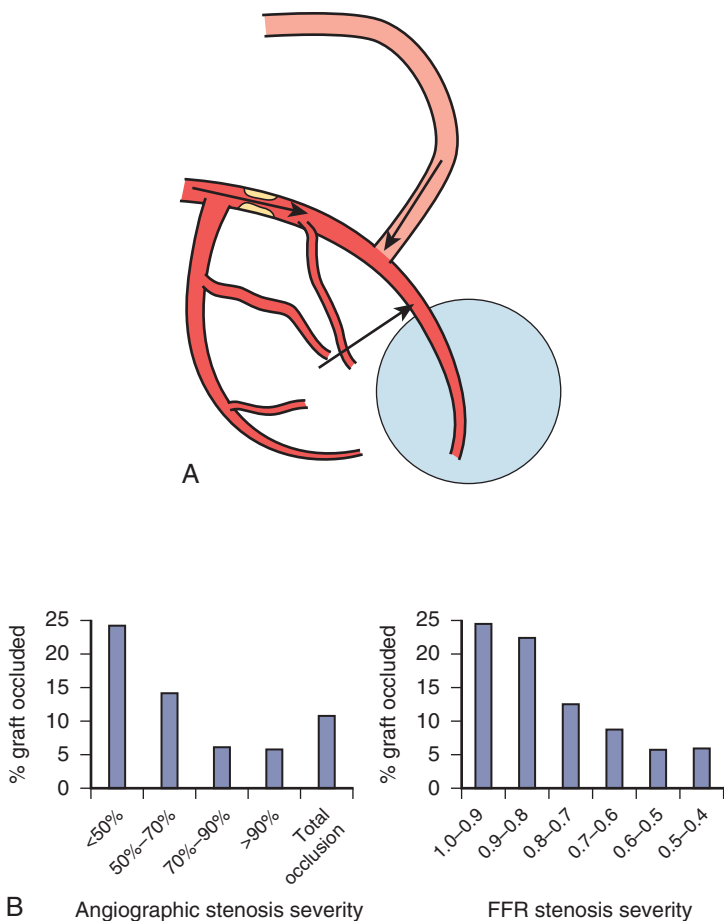 A
% graft occluded
25
20
15
10
5
0
<50%
50%–70%
70%–90%
>90%
Total
occlusion
Angiographic stenosis severity
% graft occluded
25
20
15
10
5
0
1.0–0.9
0.9–0.8
0.8–0.7
0.7–0.6
0.6–0.5
0.5–0.4
FFR stenosis severity
B